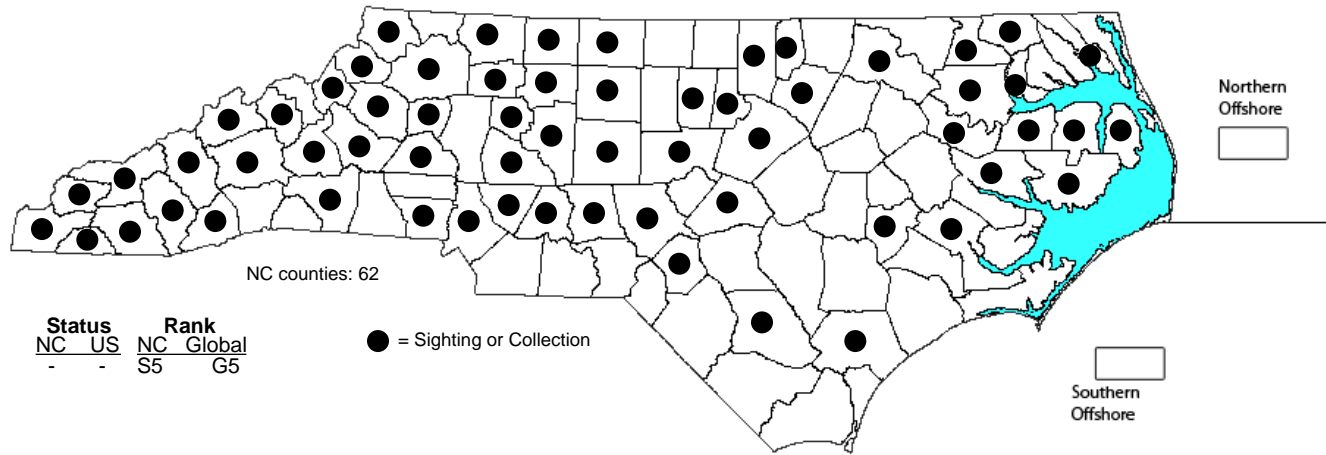 Northern
Offshore
NC counties: 62
Status Rank
NC US NC Global
- - S5 G5
= Sighting or Collection
Southern
Offshore